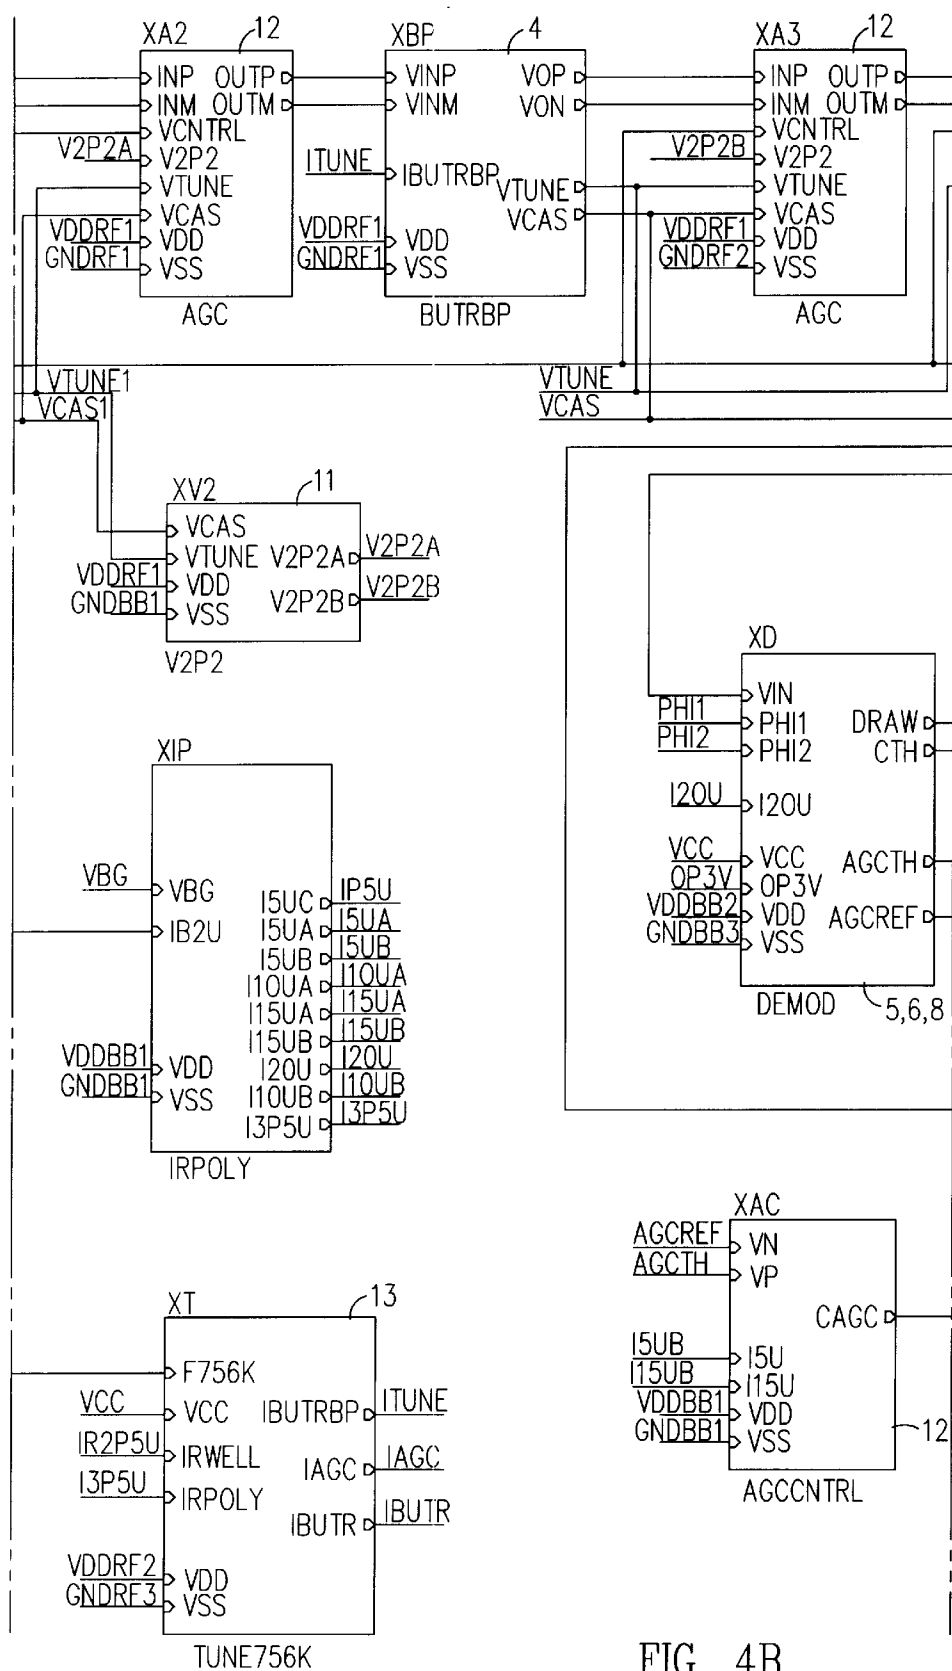 XA2 12 XBP 4 XA3 12
INP OUTP VINP VOP INP OUTP
INM OUTM VINM VON INM OUTM
VCNTRL VCNTRL
V2P2A V2P2 ITUNE IBUTRBP V2P2B V2P2
VTUNE VTUNE VTUNE
VCAS VCAS VCAS
VDDRF1 VDD VDDRF1 VDD VDDRF1 VDD
GNDRF1 VSS GNDRF1 VSS GNDRF2 VSS
AGC BUTRBP AGC
VTUNE1 VTUNE
VCAS1 VCAS
XV2 11
VCAS
VTUNE V2P2A V2P2A
VDDRF1 VDD
V2P2B V2P2B
GNDBB1 VSS
V2P2
XD
VIN
PHI1 PHI1 DRAW
PHI2 PHI2 CTH
I20U I20U
VCC VCC AGCTH
OP3V OP3V
VDDBB2 VDD AGCREF
GNDBB3 VSS
DEMOD 5,6,8
XIP
VBG VBG
I5UC IP5U
IB2U I5UA I5UA
I5UB I5UB
I10UA I10UA
I15UA I15UA
I15UB I15UB
VDDBB1 VDD I20U I20U
GNDBB1 VSS I10UB I10UB
I3P5U I3P5U
IRPOLY
XAC
AGCREF VN
AGCTH VP
CAGC
I5UB I5U
I15UB I15U
VDDBB1 VDD
GNDBB1 VSS
12
AGCCNTRL
XT 13
F756K
VCC VCC IBUTRBP ITUNE
IR2P5U IRWELL
IAGC IAGC
I3P5U IRPOLY
IBUTR IBUTR
VDDRF2 VDD
GNDRF3 VSS
TUNE756K
FIG. 4B